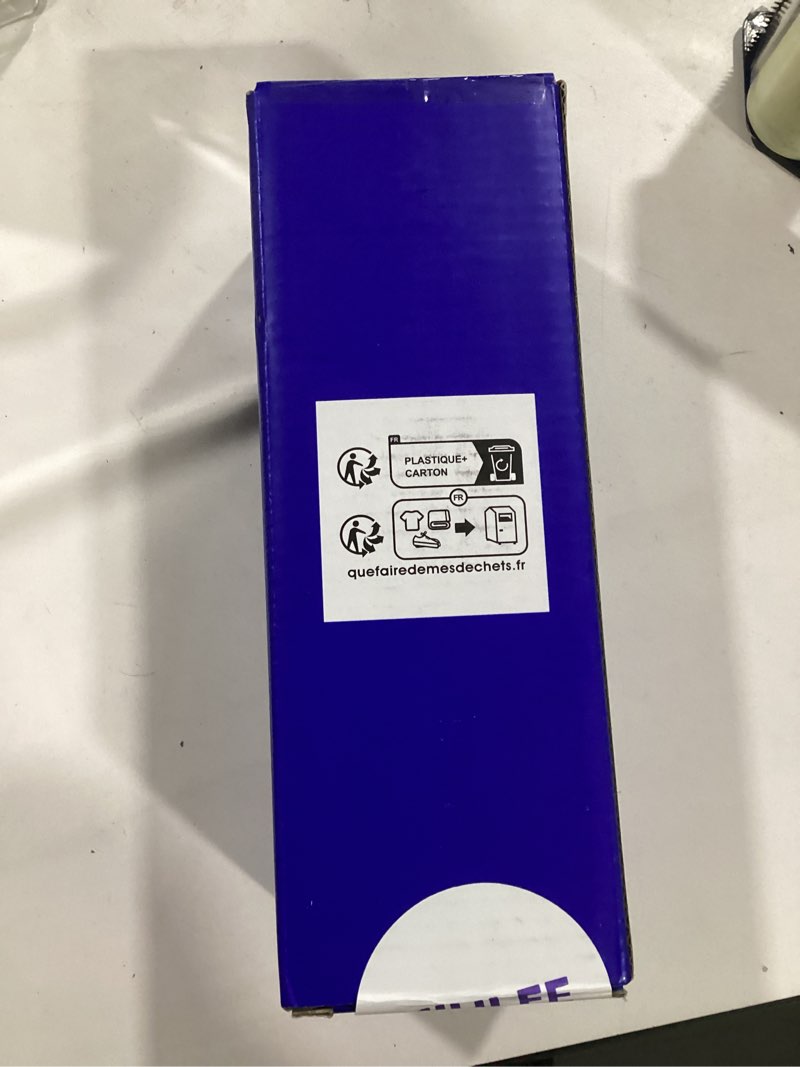 FR
PLASTIQUE+
CARTON
FR
quefairedemesdechets.fr